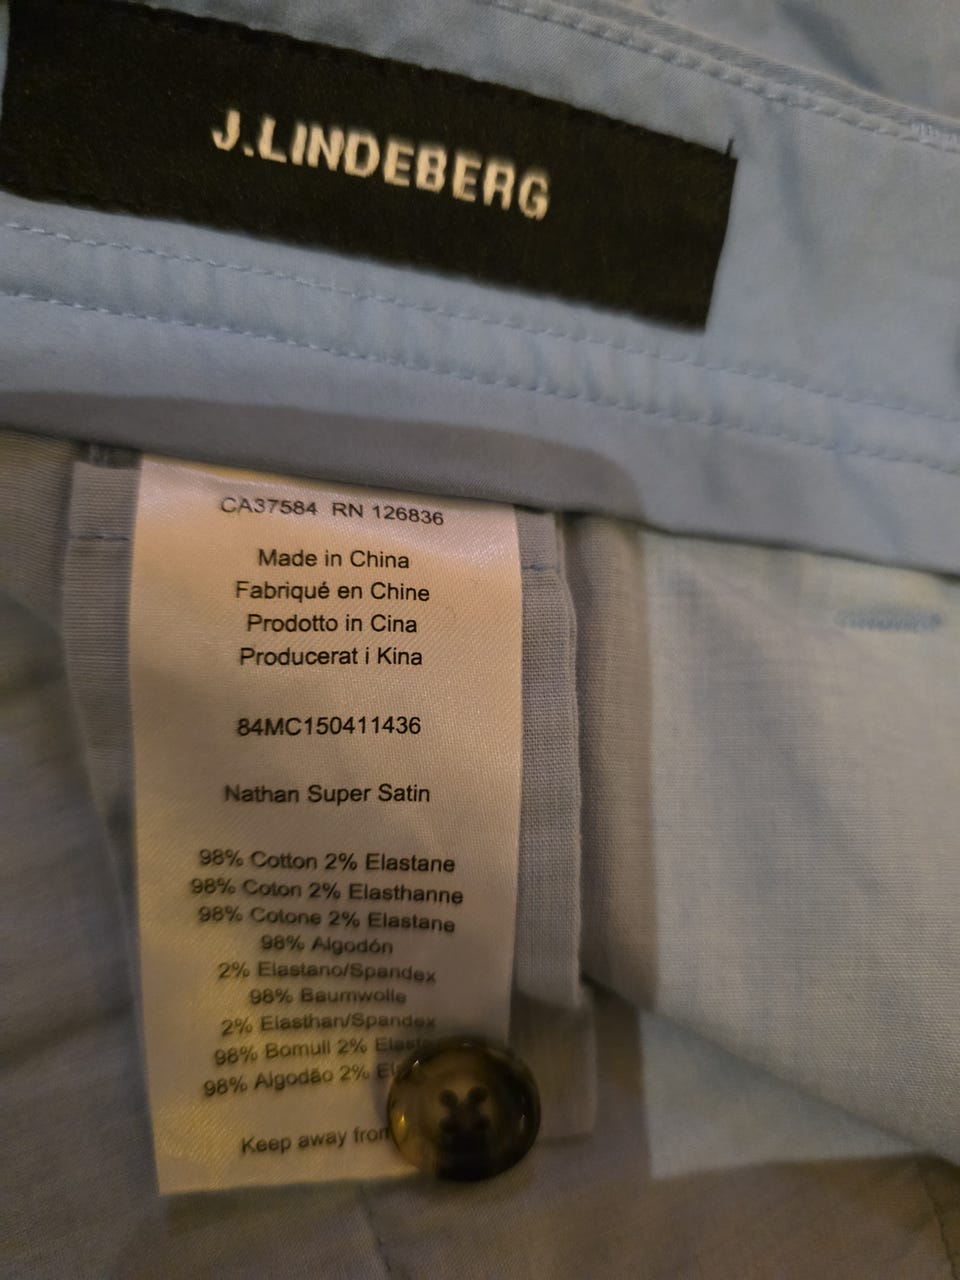 J.LINDEBERG
CA37584 RN 126836
Made in China
Fabriqué en Chine
Prodotto in Cina
Producerat i Kina
84MC150411436
Nathan Super Satin
98% Cotton 2% Elastane
98% Coton 2% Elasthanne
98% Cotone 2% Elastane
98% Algodón
2% Elastano/Spandex
98% Baumwolle
2% Elasthan/Spandex
98% Bomull 2%
98% Algodão 2%
Keep away from